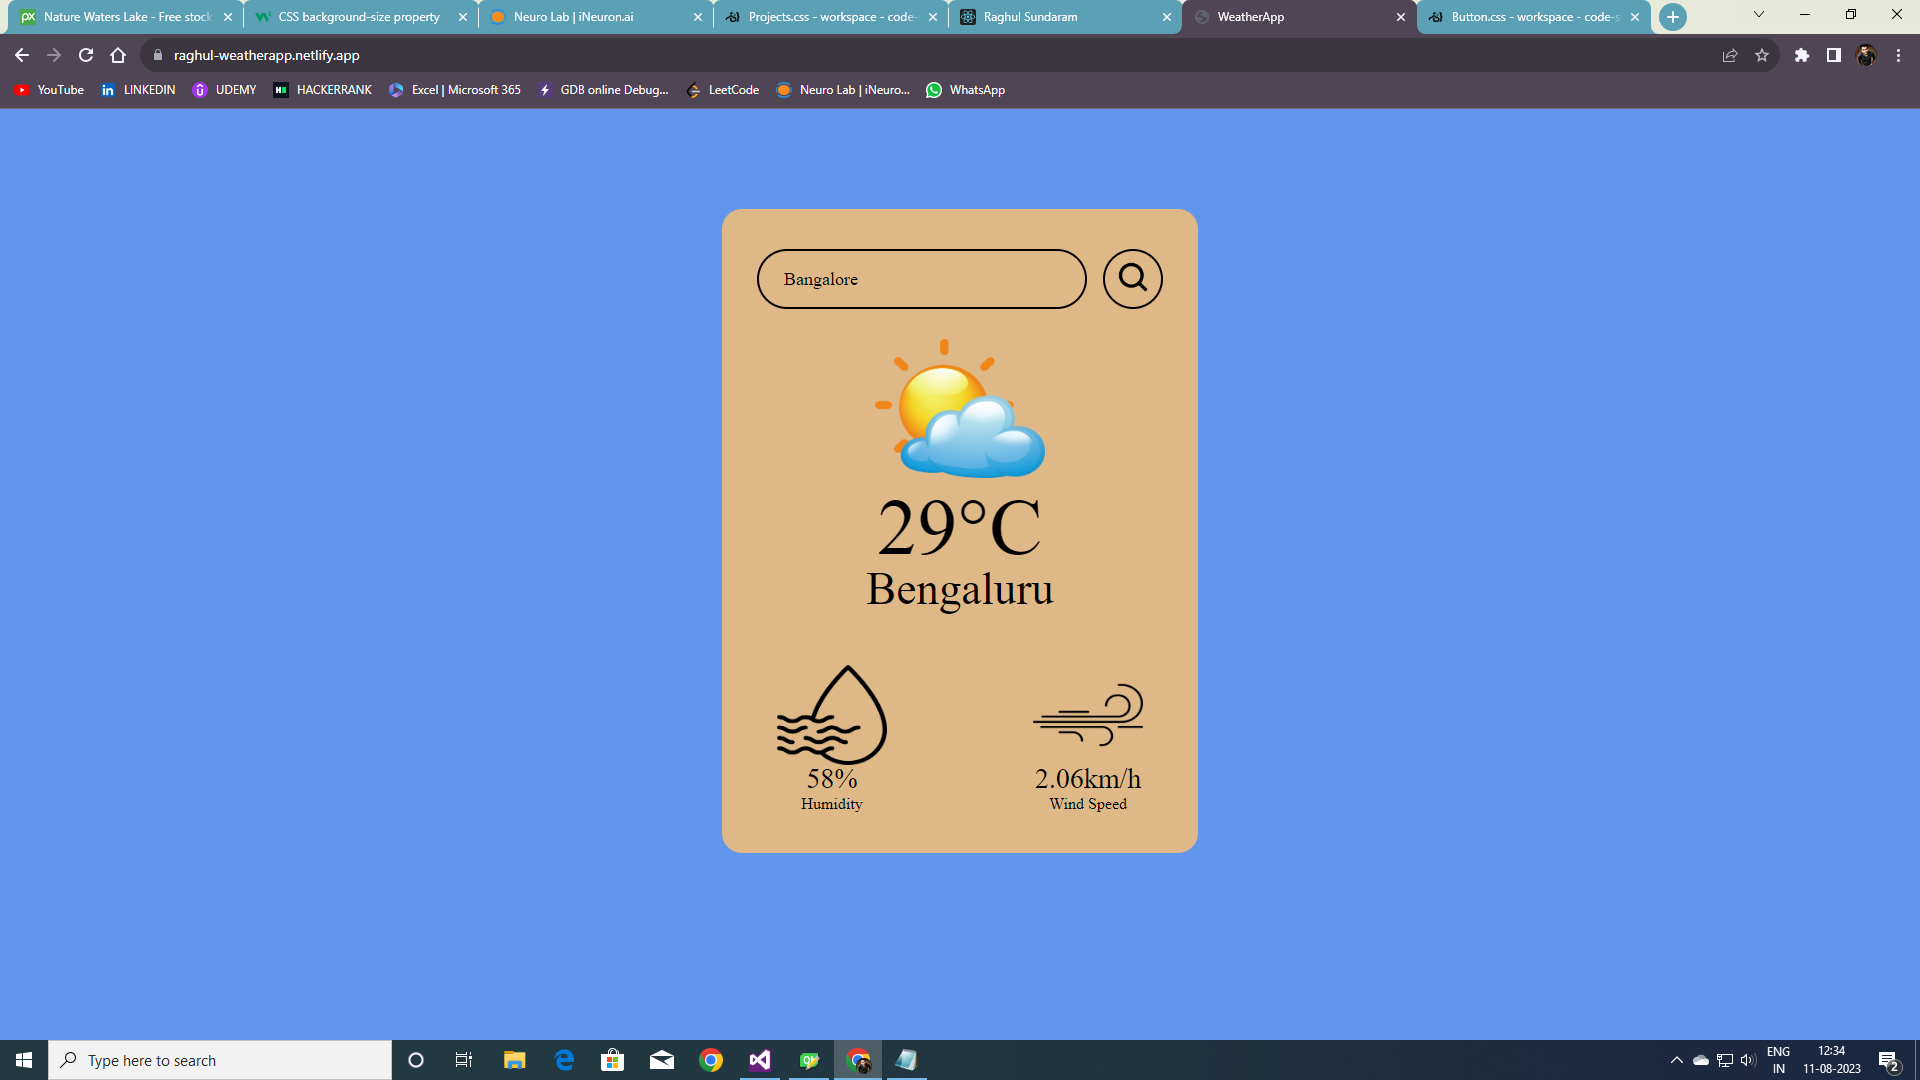 Nature Waters Lake - Free stock
CSS background-size property
Neuro Lab | iNeuron.ai
Projects.css - workspace - code-
Raghul Sundaram
WeatherApp
Button.css - workspace - code-s
raghul-weatherapp.netlify.app
YouTube
LINKEDIN
UDEMY
HACKERRANK
Excel | Microsoft 365
GDB online Debug...
LeetCode
Neuro Lab | iNeuro...
WhatsApp
Bangalore
29°C
Bengaluru
58%
Humidity
2.06km/h
Wind Speed
Type here to search
ENG
IN
12:34
11-08-2023
2